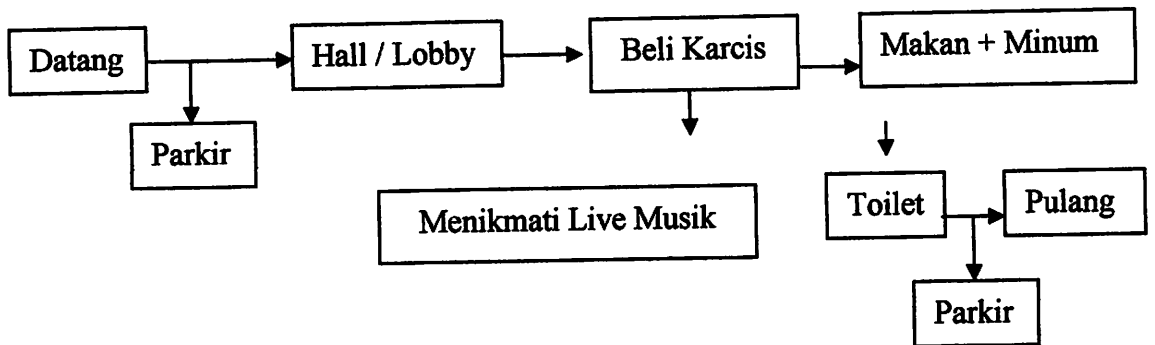 Datang
Hall / Lobby
Beli Karcis
Makan + Minum
Parkir
Menikmati Live Musik
Toilet
Pulang
Parkir